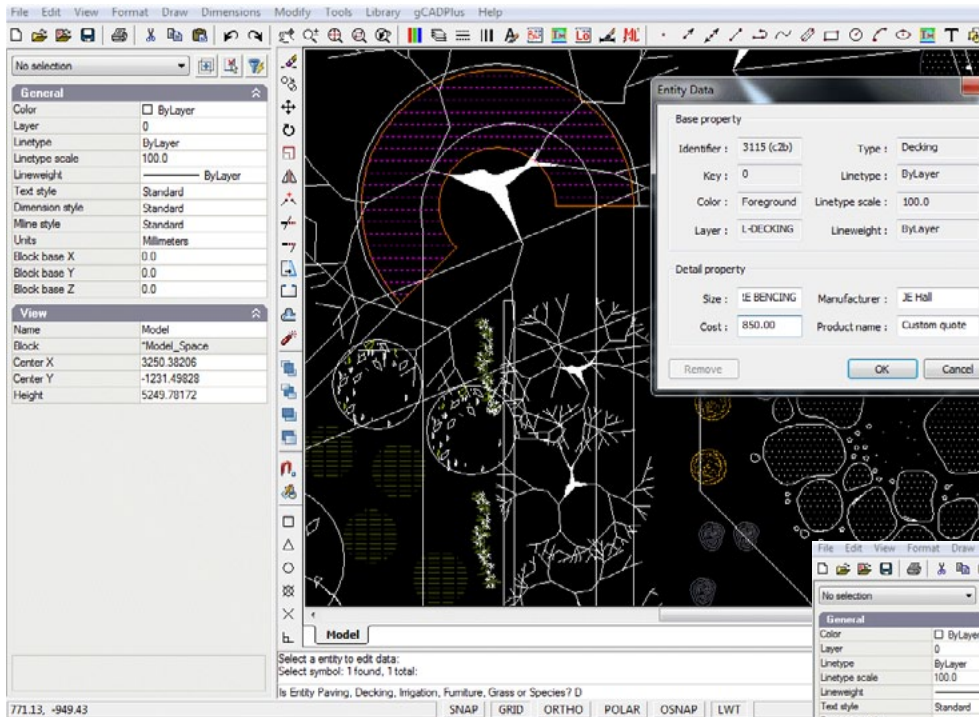 File Edit View Format Draw Dimensions Modify Tools Library gCADPlus Help
No selection
General
Color ByLayer
Layer 0
Linetype ByLayer
Linetype scale 100.0
Lineweight ByLayer
Text style Standard
Dimension style Standard
Mline style Standard
Units Millimeters
Block base X 0.0
Block base Y 0.0
Block base Z 0.0
View
Name Model
Block *Model_Space
Center X 3250.38206
Center Y -1231.49828
Height 5249.78172
Entity Data
Base property
Identifier : 3115 (c2b) Type : Decking
Key : 0 Linetype : ByLayer
Color : Foreground Linetype scale : 100.0
Layer : L-DECKING Lineweight : ByLayer
Detail property
Size : !E BENCING Manufacturer : JE Hall
Cost : 850.00 Product name : Custom quote
Remove OK Cancel
Model
Select a entity to edit data:
Select symbol: 1 found, 1 total:
Is Entity Paving, Decking, Irrigation, Furniture, Grass or Species? D
771.13, -949.43 SNAP GRID ORTHO POLAR OSNAP LWT
File Edit View Format Draw
No selection
General
Color ByLayer
Layer 0
Linetype ByLayer
Linetype scale 100.0
Lineweight
Text style Standard